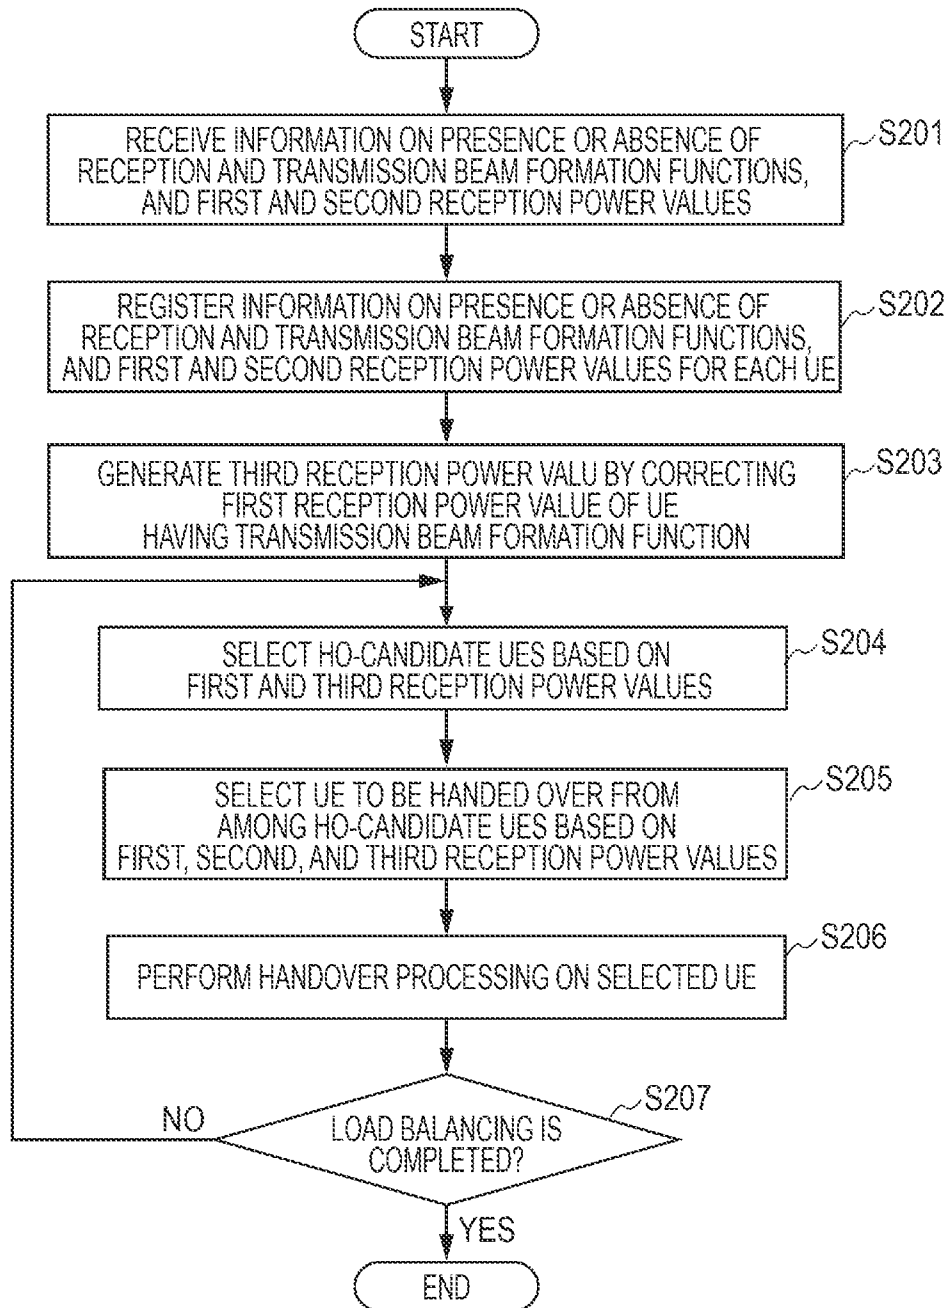 START
RECEIVE INFORMATION ON PRESENCE OR ABSENCE OF
RECEPTION AND TRANSMISSION BEAM FORMATION FUNCTIONS,
AND FIRST AND SECOND RECEPTION POWER VALUES
S201
REGISTER INFORMATION ON PRESENCE OR ABSENCE OF
RECEPTION AND TRANSMISSION BEAM FORMATION FUNCTIONS,
AND FIRST AND SECOND RECEPTION POWER VALUES FOR EACH UE
S202
GENERATE THIRD RECEPTION POWER VALU BY CORRECTING
FIRST RECEPTION POWER VALUE OF UE
HAVING TRANSMISSION BEAM FORMATION FUNCTION
S203
SELECT HO-CANDIDATE UES BASED ON
FIRST AND THIRD RECEPTION POWER VALUES
S204
SELECT UE TO BE HANDED OVER FROM
AMONG HO-CANDIDATE UES BASED ON
FIRST, SECOND, AND THIRD RECEPTION POWER VALUES
S205
PERFORM HANDOVER PROCESSING ON SELECTED UE
S206
LOAD BALANCING IS
COMPLETED?
S207
NO
YES
END